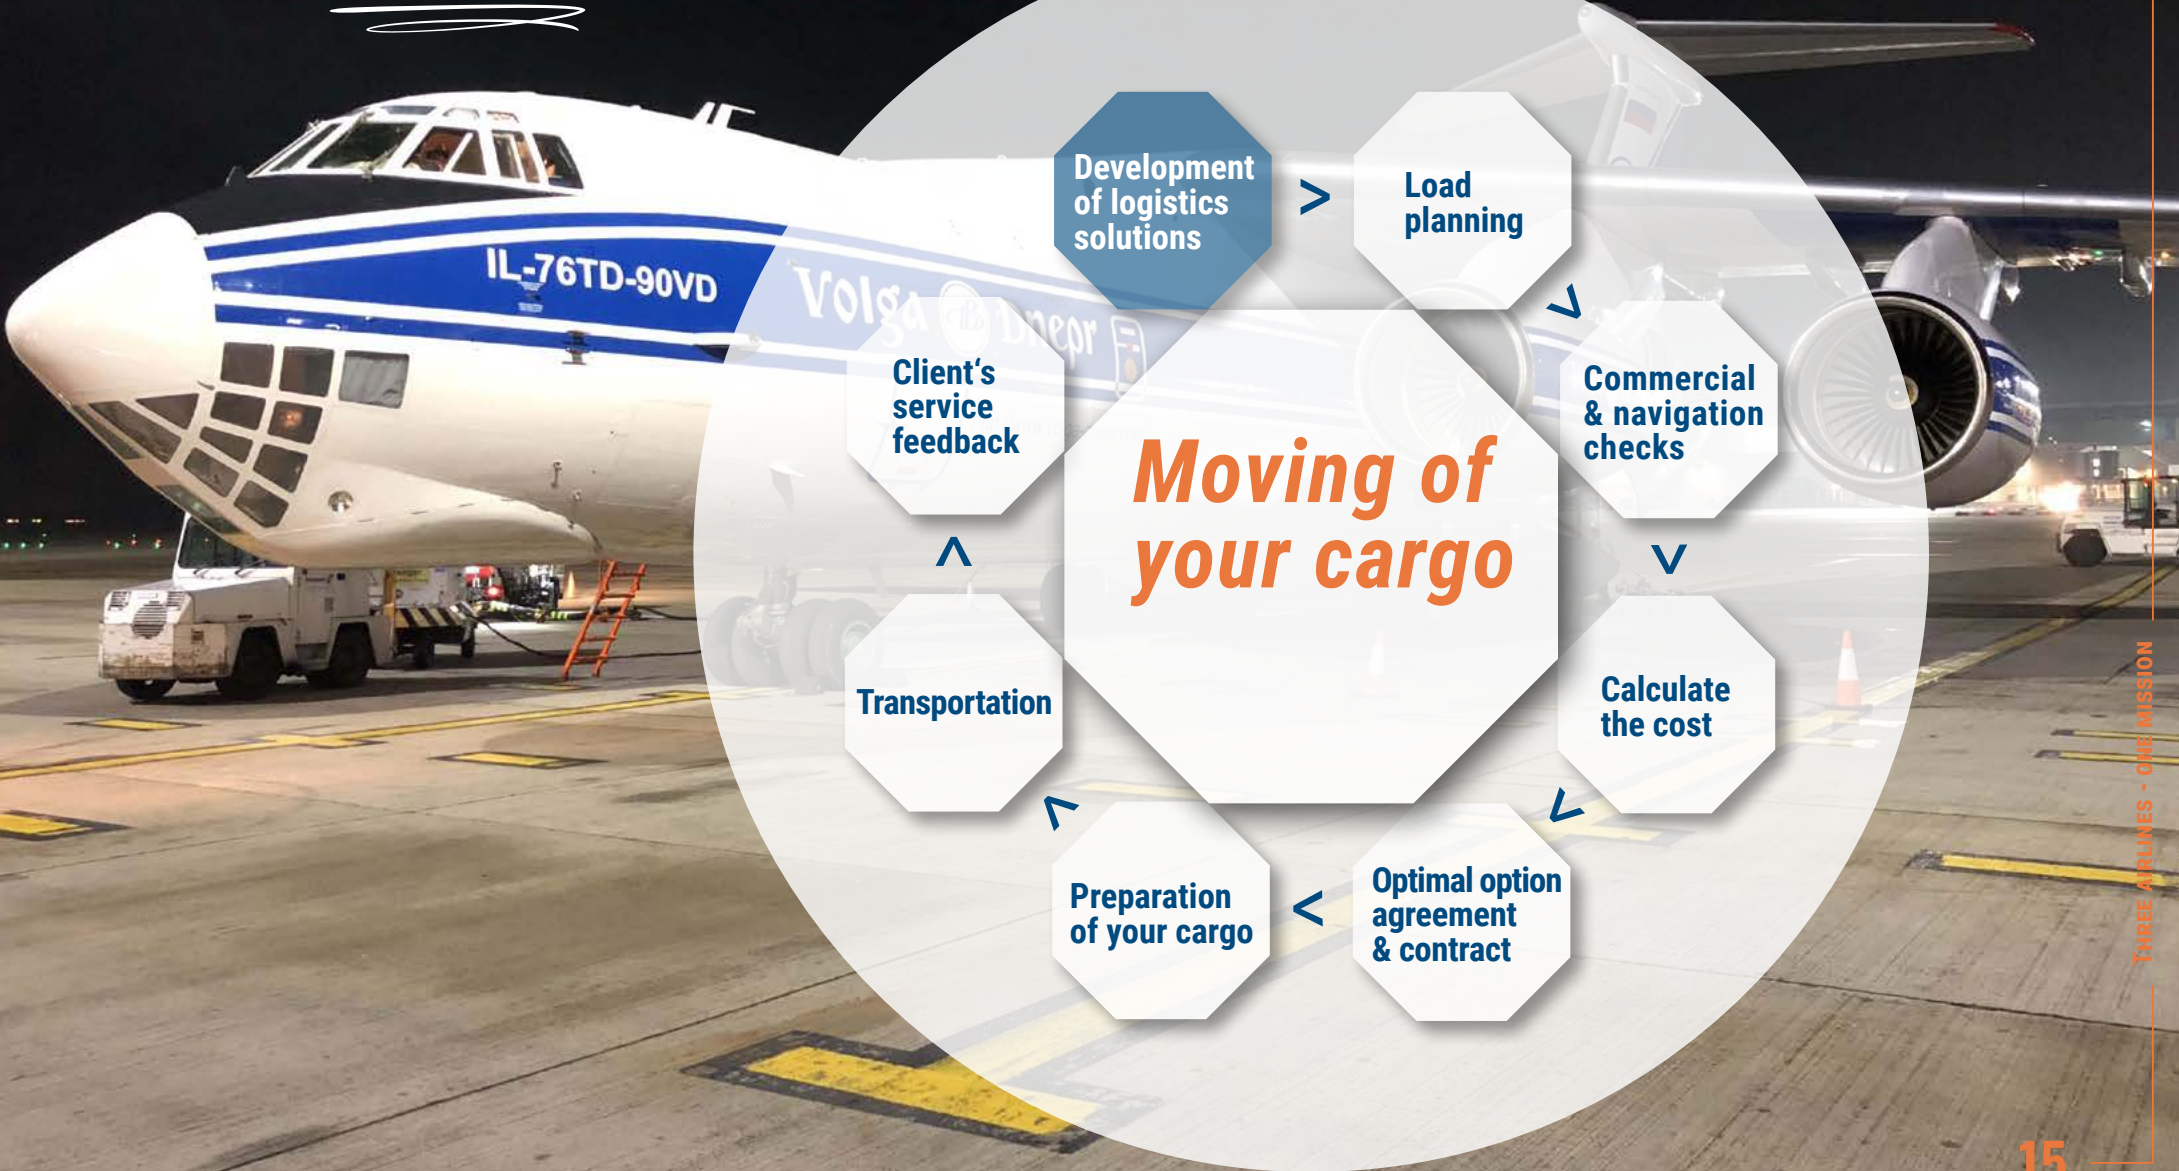 IL-76TD-90VD
Volga Dnepr
Moving of
your cargo
Development
of logistics
solutions
>
Load
planning
>
Commercial
& navigation
checks
>
Calculate
the cost
>
Optimal option
agreement
& contract
<
Preparation
of your cargo
>
Transportation
>
Client‘s
service
feedback
THREE AIRLINES - ONE MISSION
15